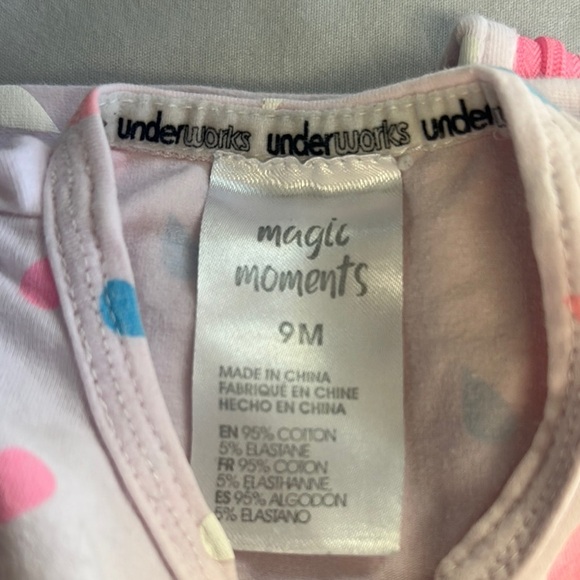 underworks underworks under
magic
moments
9M
MADE IN CHINA
FABRIQUÉ EN CHINE
HECHO EN CHINA
EN 95% COTTON
5% ELASTANE
FR 95% COTON
5% ELASTHANNE,
ES 95% ALGODON
5% ELASTANO